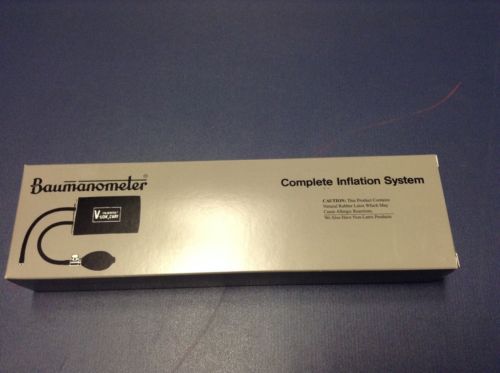 Baumanometer®
V
VAK_CUFF
Complete Inflation System
CAUTION: This Product Contains
Natural Rubber Latex Which May
Cause Allergic Reactions.
We Also Have Non-Latex Products